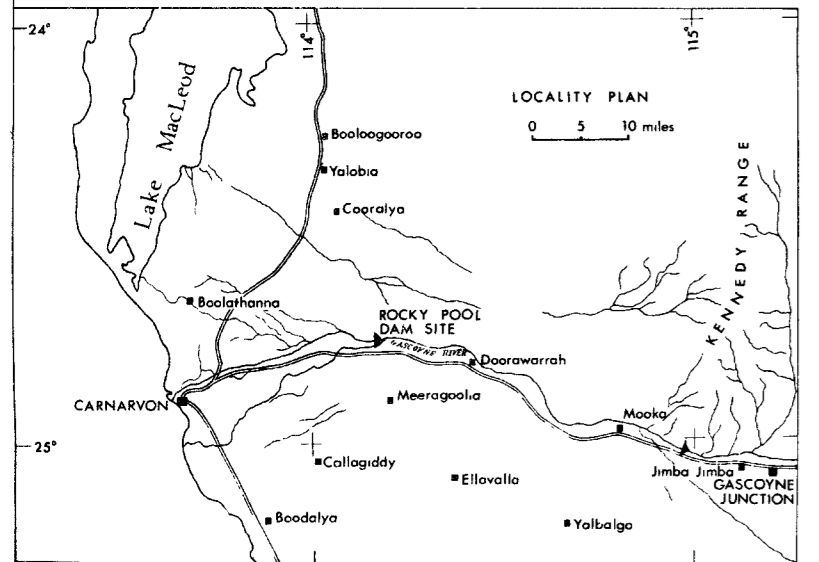 24°
114°
115°
LOCALITY PLAN
0 5 10 miles
Lake MacLeod
Booloogooroo
Yalobia
Cooralya
KENNEDY RANGE
Boolathanna
ROCKY POOL
DAM SITE
GASCOYNE RIVER
Doorawarrah
CARNARVON
Meeragoolia
Mooka
25°
Callagiddy
Ellavalla
Jimba Jimba
GASCOYNE
JUNCTION
Boodalya
Yalbalgo